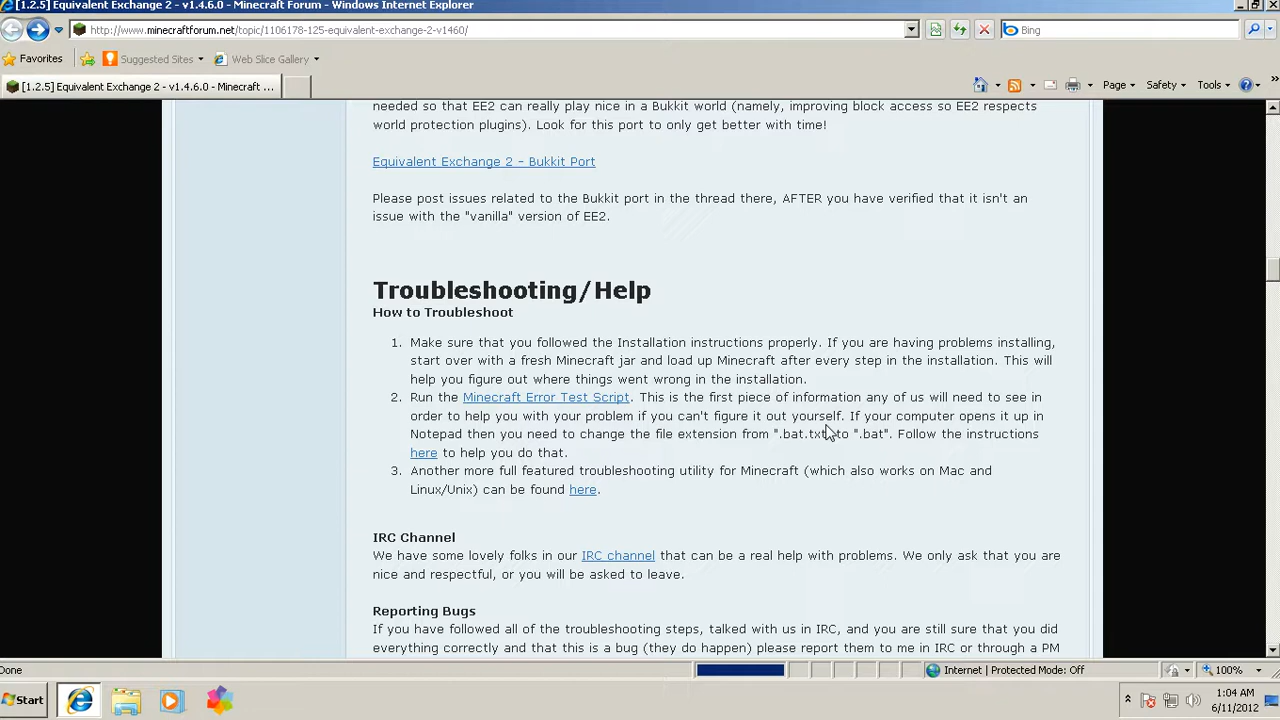 [1.2.5] Equivalent Exchange 2 - v1.4.6.0 - Minecraft Forum - Windows Internet Explorer
http://www.minecraftforum.net/topic/1106178-125-equivalent-exchange-2-v1460/
Bing
Favorites
Suggested Sites
Web Slice Gallery
[1.2.5] Equivalent Exchange 2 - v1.4.6.0 - Minecraft ...
Page
Safety
Tools
needed so that EE2 can really play nice in a Bukkit world (namely, improving block access so EE2 respects
world protection plugins). Look for this port to only get better with time!
Equivalent Exchange 2 - Bukkit Port
Please post issues related to the Bukkit port in the thread there, AFTER you have verified that it isn't an
issue with the "vanilla" version of EE2.
Troubleshooting/Help
How to Troubleshoot
1. Make sure that you followed the Installation instructions properly. If you are having problems installing,
start over with a fresh Minecraft jar and load up Minecraft after every step in the installation. This will
help you figure out where things went wrong in the installation.
2. Run the Minecraft Error Test Script. This is the first piece of information any of us will need to see in
order to help you with your problem if you can't figure it out yourself. If your computer opens it up in
Notepad then you need to change the file extension from ".bat.txt" to ".bat". Follow the instructions
here to help you do that.
3. Another more full featured troubleshooting utility for Minecraft (which also works on Mac and
Linux/Unix) can be found here.
IRC Channel
We have some lovely folks in our IRC channel that can be a real help with problems. We only ask that you are
nice and respectful, or you will be asked to leave.
Reporting Bugs
If you have followed all of the troubleshooting steps, talked with us in IRC, and you are still sure that you did
everything correctly and that this is a bug (they do happen) please report them to me in IRC or through a PM
Done
Internet | Protected Mode: Off
100%
Start
1:04 AM
6/11/2012